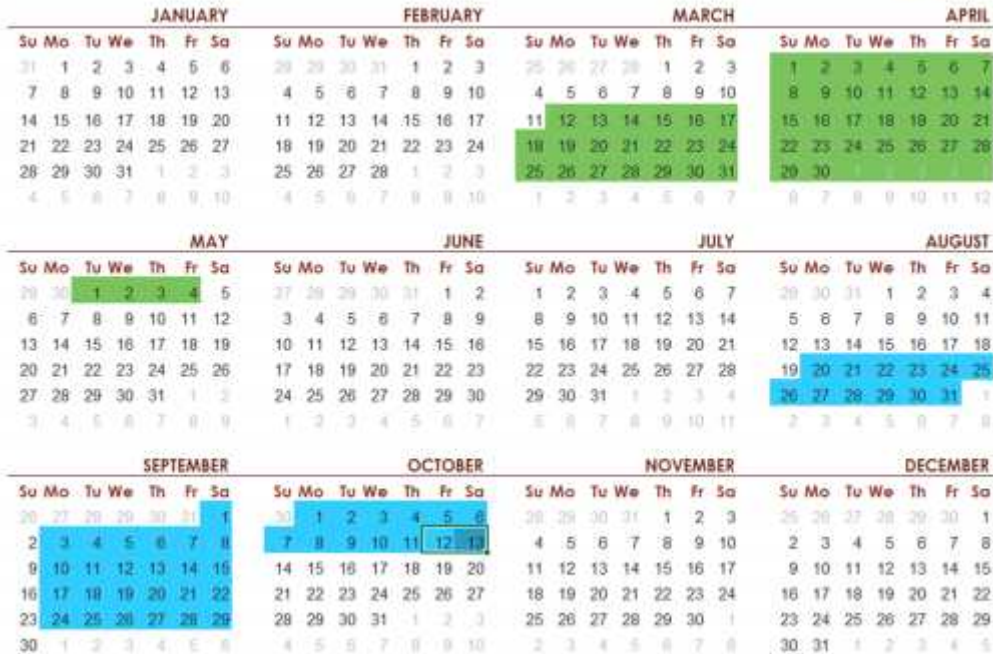 JANUARY
Su Mo Tu We Th Fr Sa
31 1 2 3 4 5 6
7 8 9 10 11 12 13
14 15 16 17 18 19 20
21 22 23 24 25 26 27
28 29 30 31 1 2 3
4 5 6 7 8 9 10
FEBRUARY
Su Mo Tu We Th Fr Sa
28 29 30 31 1 2 3
4 5 6 7 8 9 10
11 12 13 14 15 16 17
18 19 20 21 22 23 24
25 26 27 28 1 2 3
4 5 6 7 8 9 10
MARCH
Su Mo Tu We Th Fr Sa
25 26 27 28 1 2 3
4 5 6 7 8 9 10
11 12 13 14 15 16 17
18 19 20 21 22 23 24
25 26 27 28 29 30 31
1 2 3 4 5 6 7
APRIL
Su Mo Tu We Th Fr Sa
1 2 3 4 5 6 7
8 9 10 11 12 13 14
15 16 17 18 19 20 21
22 23 24 25 26 27 28
29 30
6 7 8 9 10 11 12
MAY
Su Mo Tu We Th Fr Sa
29 30 1 2 3 4 5
6 7 8 9 10 11 12
13 14 15 16 17 18 19
20 21 22 23 24 25 26
27 28 29 30 31 1 2
3 4 5 6 7 8 9
JUNE
Su Mo Tu We Th Fr Sa
27 28 29 30 31 1 2
3 4 5 6 7 8 9
10 11 12 13 14 15 16
17 18 19 20 21 22 23
24 25 26 27 28 29 30
1 2 3 4 5 6 7
JULY
Su Mo Tu We Th Fr Sa
1 2 3 4 5 6 7
8 9 10 11 12 13 14
15 16 17 18 19 20 21
22 23 24 25 26 27 28
29 30 31 1 2 3 4
5 6 7 8 9 10 11
AUGUST
Su Mo Tu We Th Fr Sa
29 30 31 1 2 3 4
5 6 7 8 9 10 11
12 13 14 15 16 17 18
19 20 21 22 23 24 25
26 27 28 29 30 31 1
2 3 4 5 6 7 8
SEPTEMBER
Su Mo Tu We Th Fr Sa
26 27 28 29 30 31 1
2 3 4 5 6 7 8
9 10 11 12 13 14 15
16 17 18 19 20 21 22
23 24 25 26 27 28 29
30 1 2 3 4 5 6
OCTOBER
Su Mo Tu We Th Fr Sa
30 1 2 3 4 5 6
7 8 9 10 11 12 13
14 15 16 17 18 19 20
21 22 23 24 25 26 27
28 29 30 31 1 2 3
4 5 6 7 8 9 10
NOVEMBER
Su Mo Tu We Th Fr Sa
28 29 30 31 1 2 3
4 5 6 7 8 9 10
11 12 13 14 15 16 17
18 19 20 21 22 23 24
25 26 27 28 29 30 1
2 3 4 5 6 7 8
DECEMBER
Su Mo Tu We Th Fr Sa
25 26 27 28 29 30 1
2 3 4 5 6 7 8
9 10 11 12 13 14 15
16 17 18 19 20 21 22
23 24 25 26 27 28 29
30 31 1 2 3 4 5